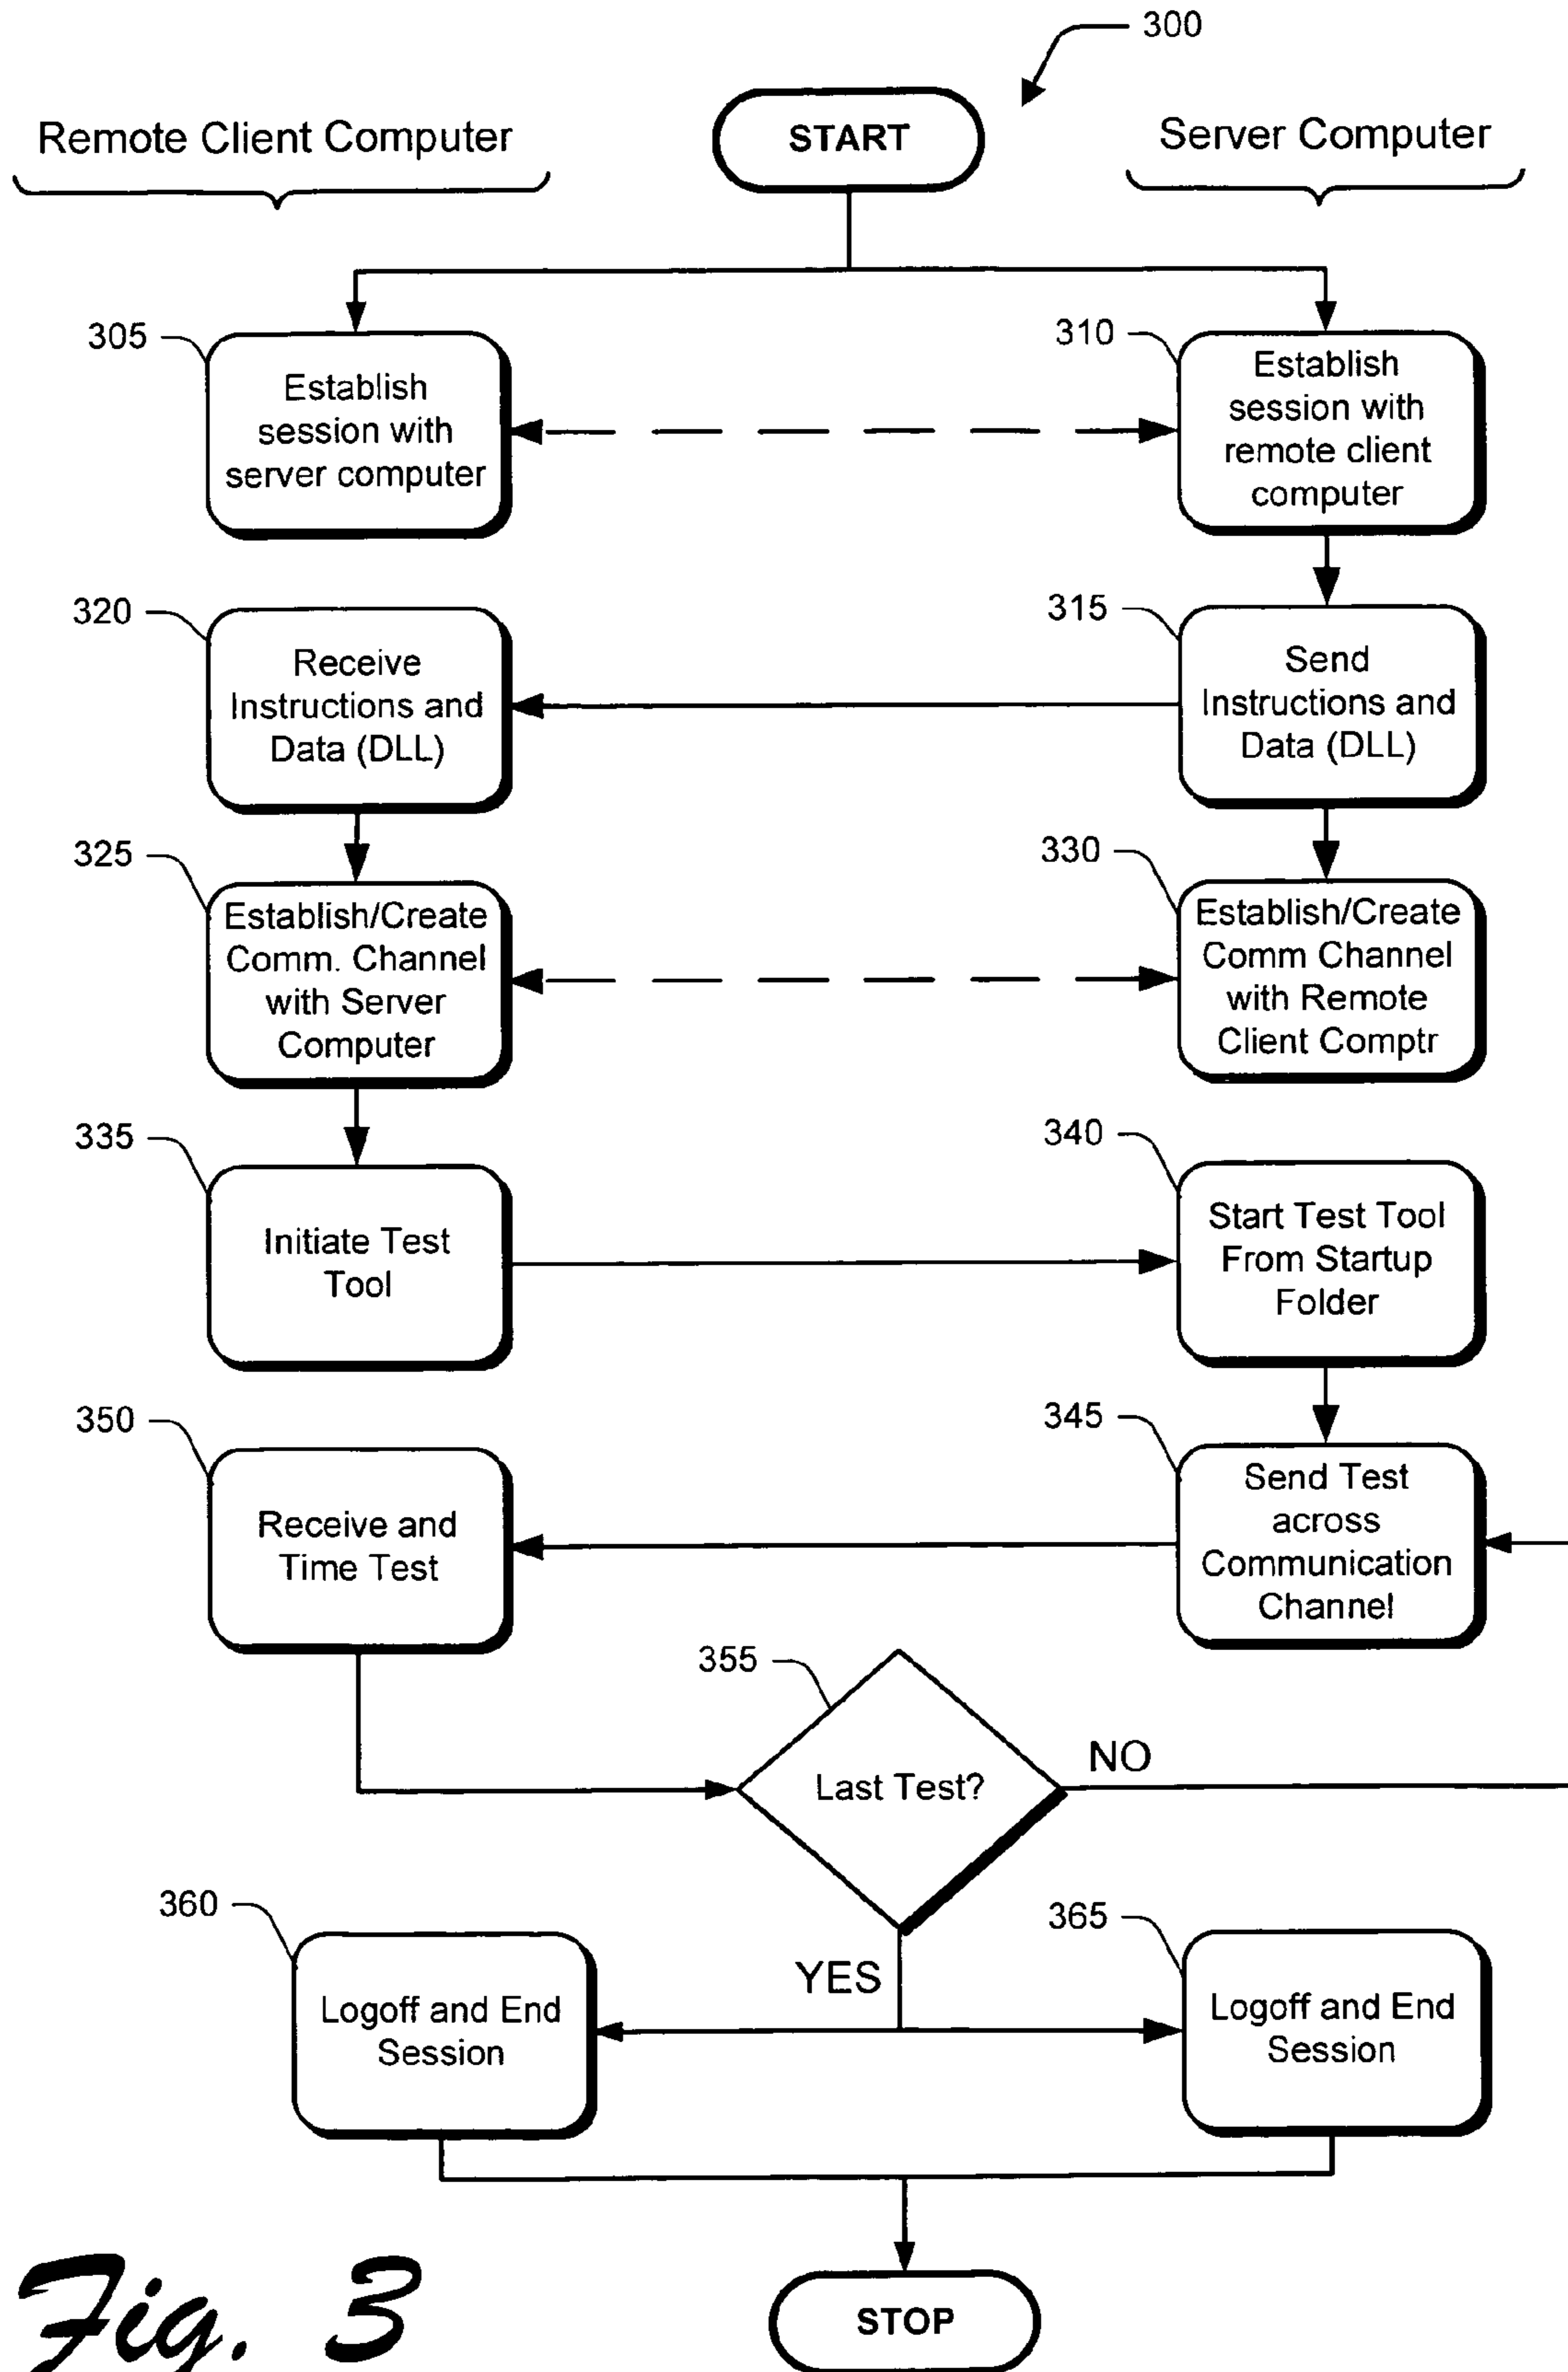 300
START
Remote Client Computer
Server Computer
305
Establish
session with
server computer
310
Establish
session with
remote client
computer
320
Receive
Instructions and
Data (DLL)
315
Send
Instructions and
Data (DLL)
325
Establish/Create
Comm. Channel
with Server
Computer
330
Establish/Create
Comm Channel
with Remote
Client Comptr
335
Initiate Test
Tool
340
Start Test Tool
From Startup
Folder
350
Receive and
Time Test
345
Send Test
across
Communication
Channel
355
Last Test?
NO
YES
360
Logoff and End
Session
365
Logoff and End
Session
STOP
Fig. 3